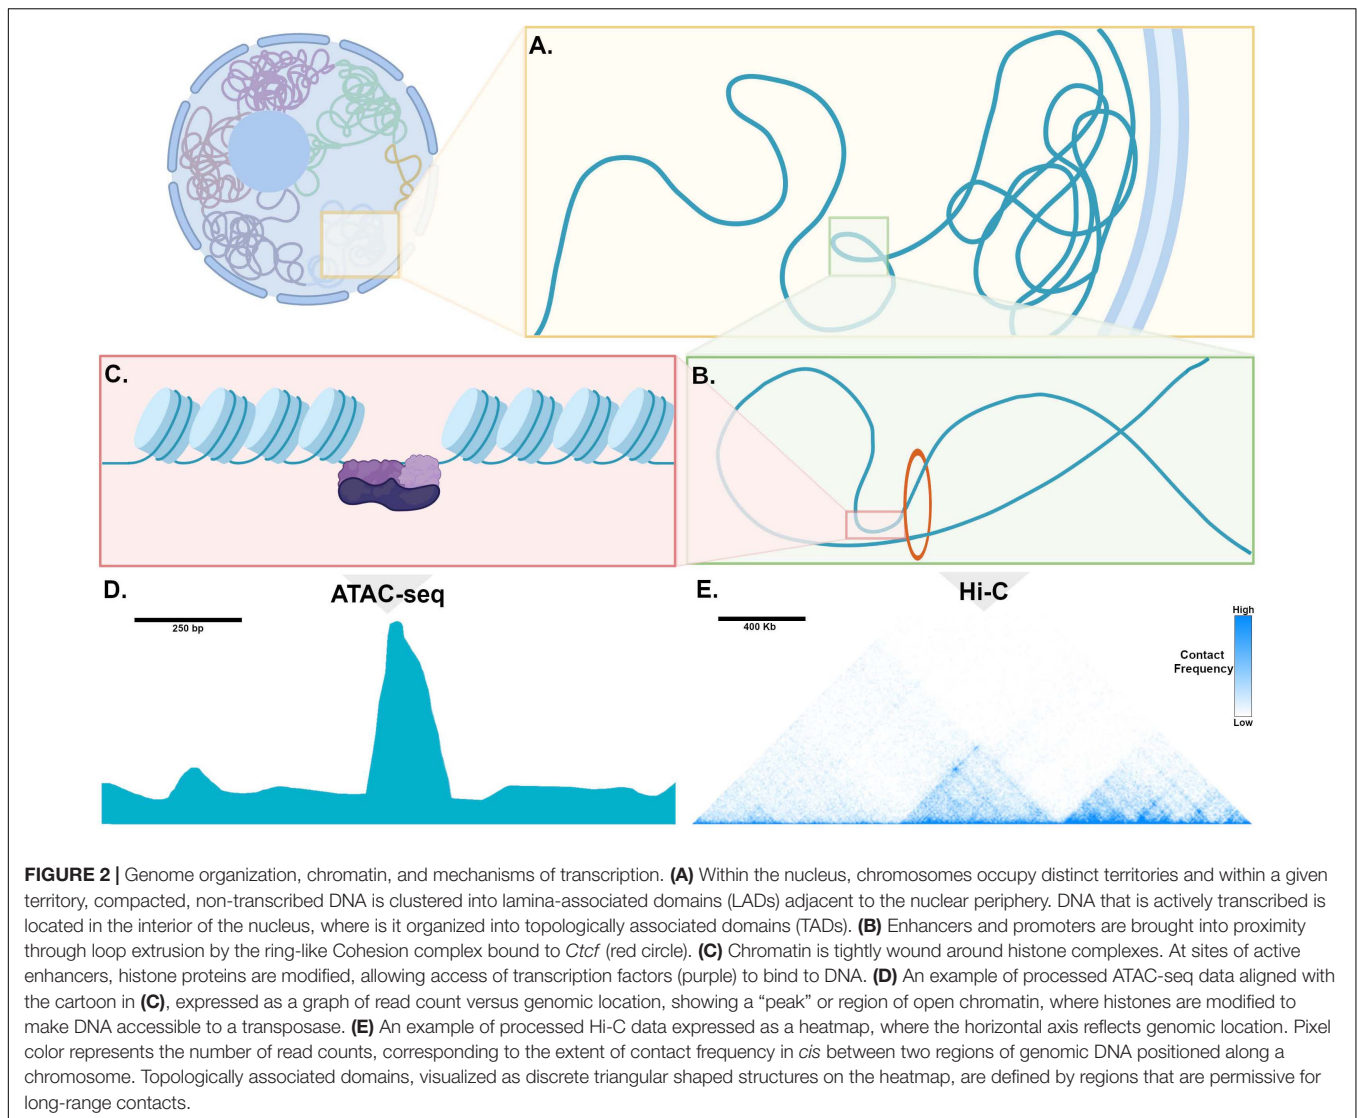 A.
C.
B.
D.
ATAC-seq
250 bp
E.
Hi-C
400 Kb
High
Contact
Frequency
Low
FIGURE 2 | Genome organization, chromatin, and mechanisms of transcription. (A) Within the nucleus, chromosomes occupy distinct territories and within a given
territory, compacted, non-transcribed DNA is clustered into lamina-associated domains (LADs) adjacent to the nuclear periphery. DNA that is actively transcribed is
located in the interior of the nucleus, where is it organized into topologically associated domains (TADs). (B) Enhancers and promoters are brought into proximity
through loop extrusion by the ring-like Cohesion complex bound to Ctcf (red circle). (C) Chromatin is tightly wound around histone complexes. At sites of active
enhancers, histone proteins are modified, allowing access of transcription factors (purple) to bind to DNA. (D) An example of processed ATAC-seq data aligned with
the cartoon in (C), expressed as a graph of read count versus genomic location, showing a “peak” or region of open chromatin, where histones are modified to
make DNA accessible to a transposase. (E) An example of processed Hi-C data expressed as a heatmap, where the horizontal axis reflects genomic location. Pixel
color represents the number of read counts, corresponding to the extent of contact frequency in cis between two regions of genomic DNA positioned along a
chromosome. Topologically associated domains, visualized as discrete triangular shaped structures on the heatmap, are defined by regions that are permissive for
long-range contacts.